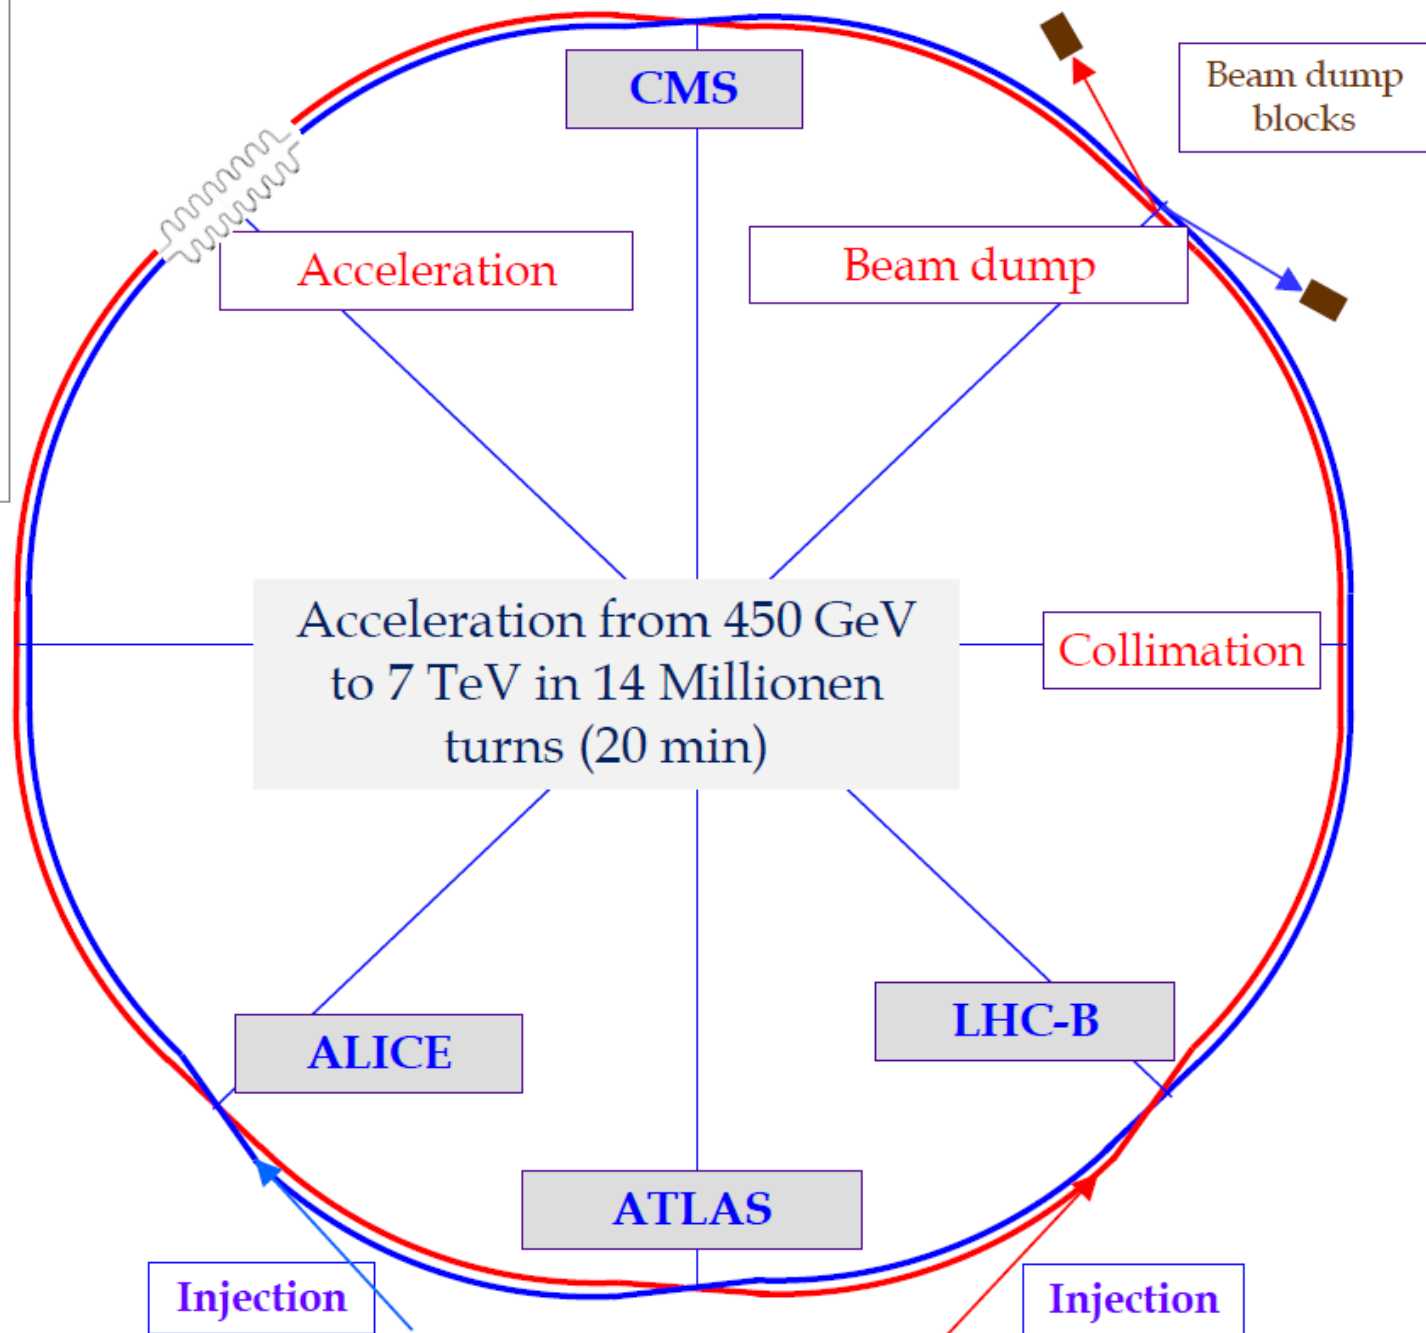 CMS
Beam dump
blocks
Acceleration
Beam dump
Acceleration from 450 GeV
to 7 TeV in 14 Millionen
turns (20 min)
Collimation
LHC-B
ALICE
ATLAS
Injection
Injection